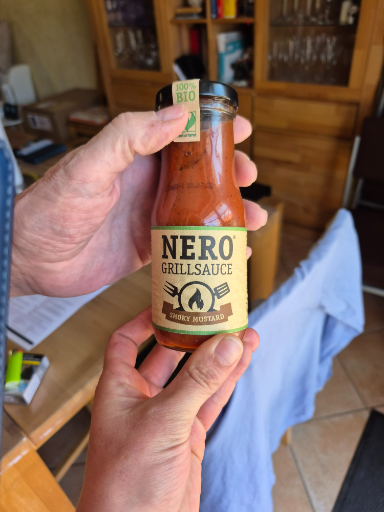 100%
BIO
NERO®
GRILLSAUCE
SMOKY MUSTARD